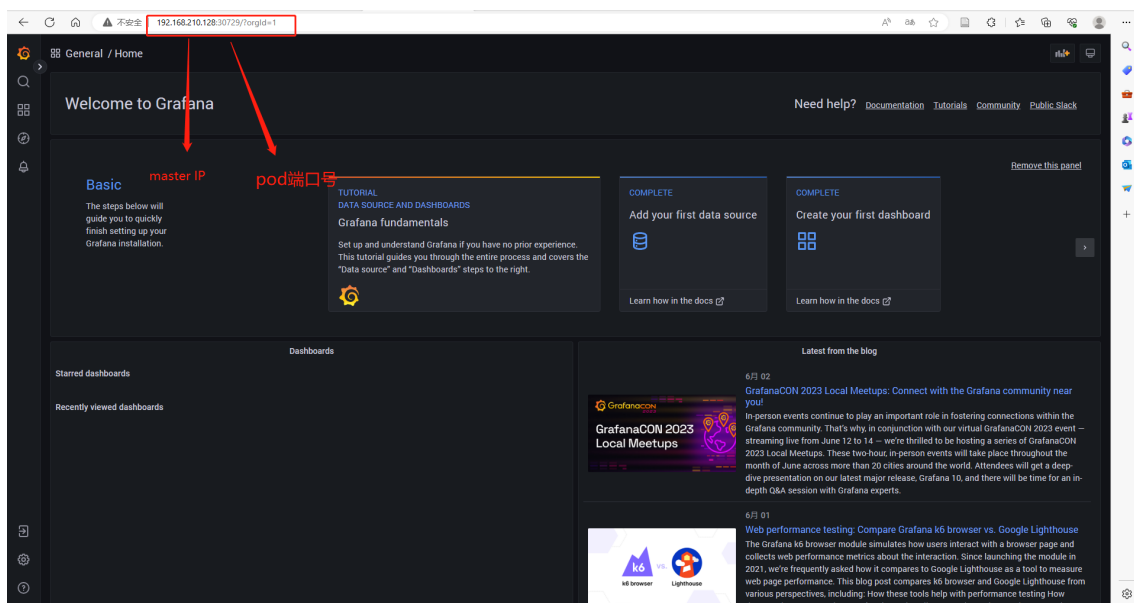 不安全
192.168.210.128:30729/?orgId=1
General / Home
Welcome to Grafana
Need help? Documentation Tutorials Community Public Slack
Remove this panel
master IP
pod端口号
Basic
The steps below will
guide you to quickly
finish setting up your
Grafana installation.
TUTORIAL
DATA SOURCE AND DASHBOARDS
Grafana fundamentals
Set up and understand Grafana if you have no prior experience.
This tutorial guides you through the entire process and covers the
"Data source" and "Dashboards" steps to the right.
COMPLETE
Add your first data source
Learn how in the docs
COMPLETE
Create your first dashboard
Learn how in the docs
Dashboards
Starred dashboards
Recently viewed dashboards
Latest from the blog
6月 02
GrafanaCON 2023 Local Meetups: Connect with the Grafana community near
you!
In-person events continue to play an important role in fostering connections within the
Grafana community. That's why, in conjunction with our virtual GrafanaCON 2023 event —
streaming live from June 12 to 14 — we're thrilled to be hosting a series of GrafanaCON
2023 Local Meetups. These two-hour, in-person events will take place throughout the
month of June across more than 20 cities around the world. Attendees will get a deep-
dive presentation on our latest major release, Grafana 10, and there will be time for an in-
depth Q&A session with Grafana experts.
GrafanaCON
GrafanaCON 2023
Local Meetups
6月 01
Web performance testing: Compare Grafana k6 browser vs. Google Lighthouse
The Grafana k6 browser module simulates how users interact with a browser page and
collects web performance metrics about the interaction. Since launching the module in
2021, we're frequently asked how it compares to Google Lighthouse as a tool to measure
web page performance. This blog post compares k6 browser and Google Lighthouse from
various perspectives, including: How these tools help with performance testing How
k6
vs.
k6 browser
Lighthouse